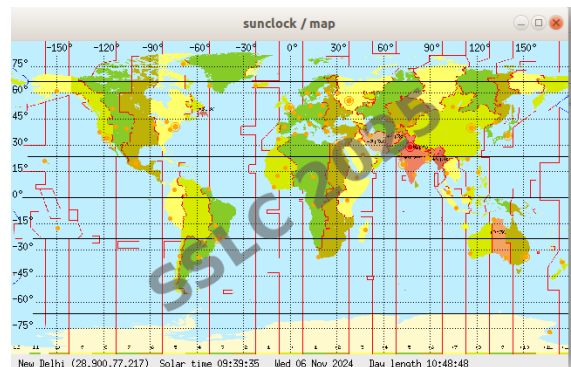 sunclock / map
-150° -120° -90° -60° -30° 0° 30° 60° 90° 120° 150°
75°
60°
45°
30°
15°
0°
-15°
-30°
-45°
-60°
-75°
SSLC 2025
New Delhi (28.900,77.217) Solar time 09:39:35 Wed 06 Nov 2024 Day length 10:48:48